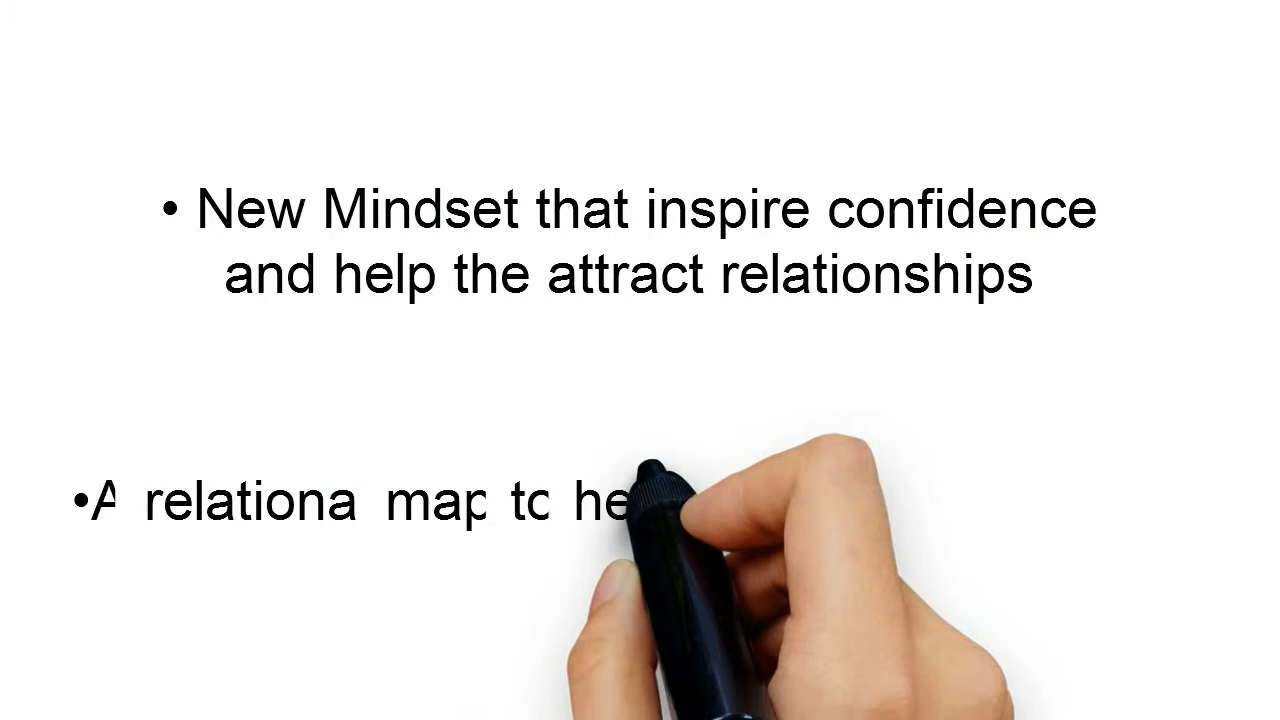 • New Mindset that inspire confidence
and help the attract relationships
•A relationa map to he